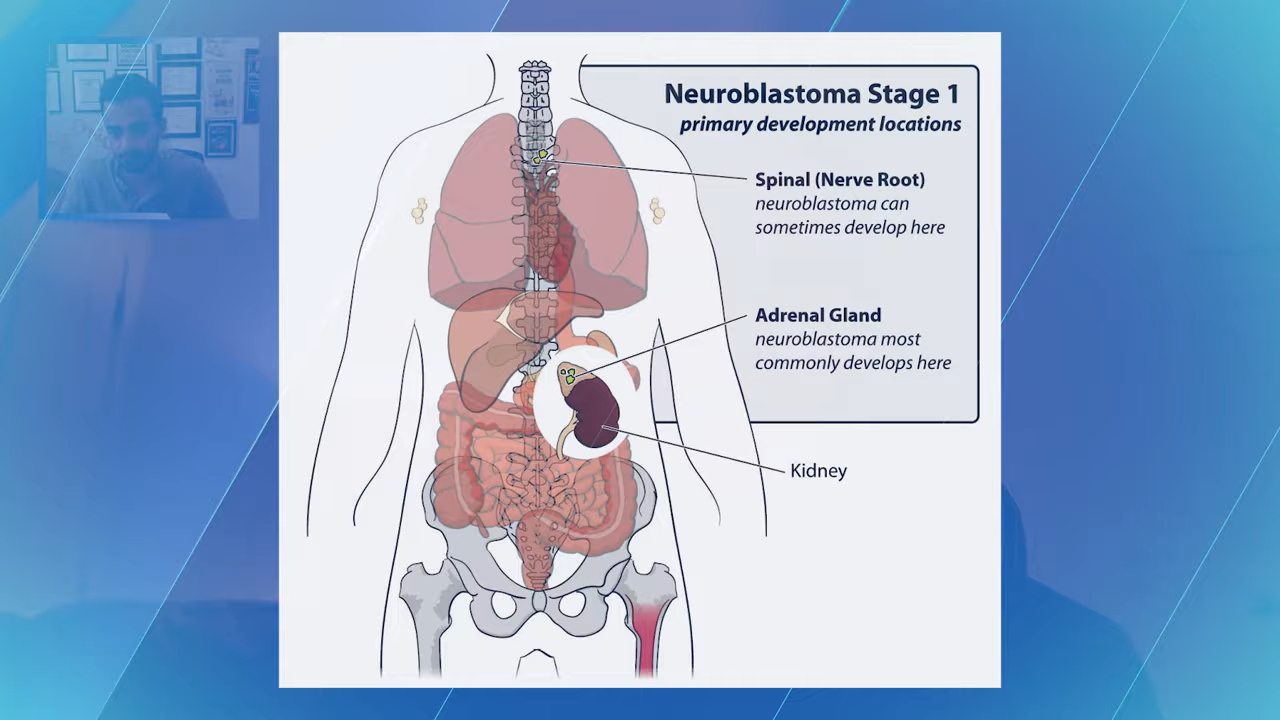 Neuroblastoma Stage 1
primary development locations
Spinal (Nerve Root)
neuroblastoma can
sometimes develop here
Adrenal Gland
neuroblastoma most
commonly develops here
Kidney